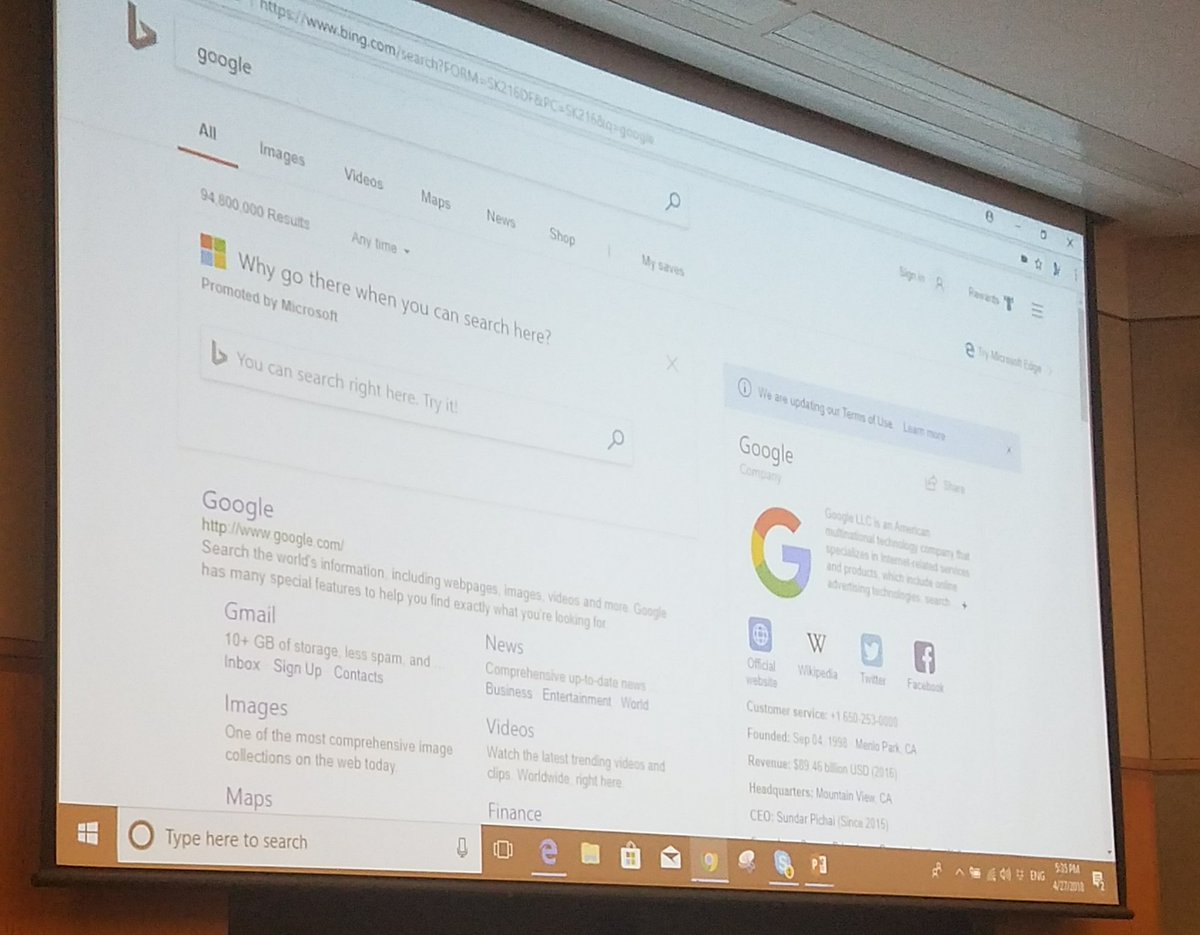 https://www.bing.com/search?FORM=SK216DF&PC=SK216&q=google
google
All Images Videos Maps News Shop | My saves
Sign in Rewards
94,800,000 Results Any time
Try Microsoft Edge
Why go there when you can search here?
Promoted by Microsoft
You can search right here. Try it!
Google
http://www.google.com/
Search the world's information, including webpages, images, videos and more. Google
has many special features to help you find exactly what you're looking for.
Gmail
10+ GB of storage, less spam, and ...
Inbox · Sign Up · Contacts
Images
One of the most comprehensive image
collections on the web today.
Maps
News
Comprehensive up-to-date news
Business · Entertainment · World
Videos
Watch the latest trending videos and
clips. Worldwide, right here.
Finance
We are updating our Terms of Use. Learn more
Google
Company
Share
Google LLC is an American
multinational technology company that
specializes in Internet-related services
and products, which include online
advertising technologies, search
Official
website
Wikipedia
Twitter
Facebook
Customer service: +1 650-253-0000
Founded: Sep 04, 1998 · Menlo Park, CA
Revenue: $89.46 billion USD (2016)
Headquarters: Mountain View, CA
CEO: Sundar Pichai (Since 2015)
Type here to search
ENG
5:35 PM
4/27/2018